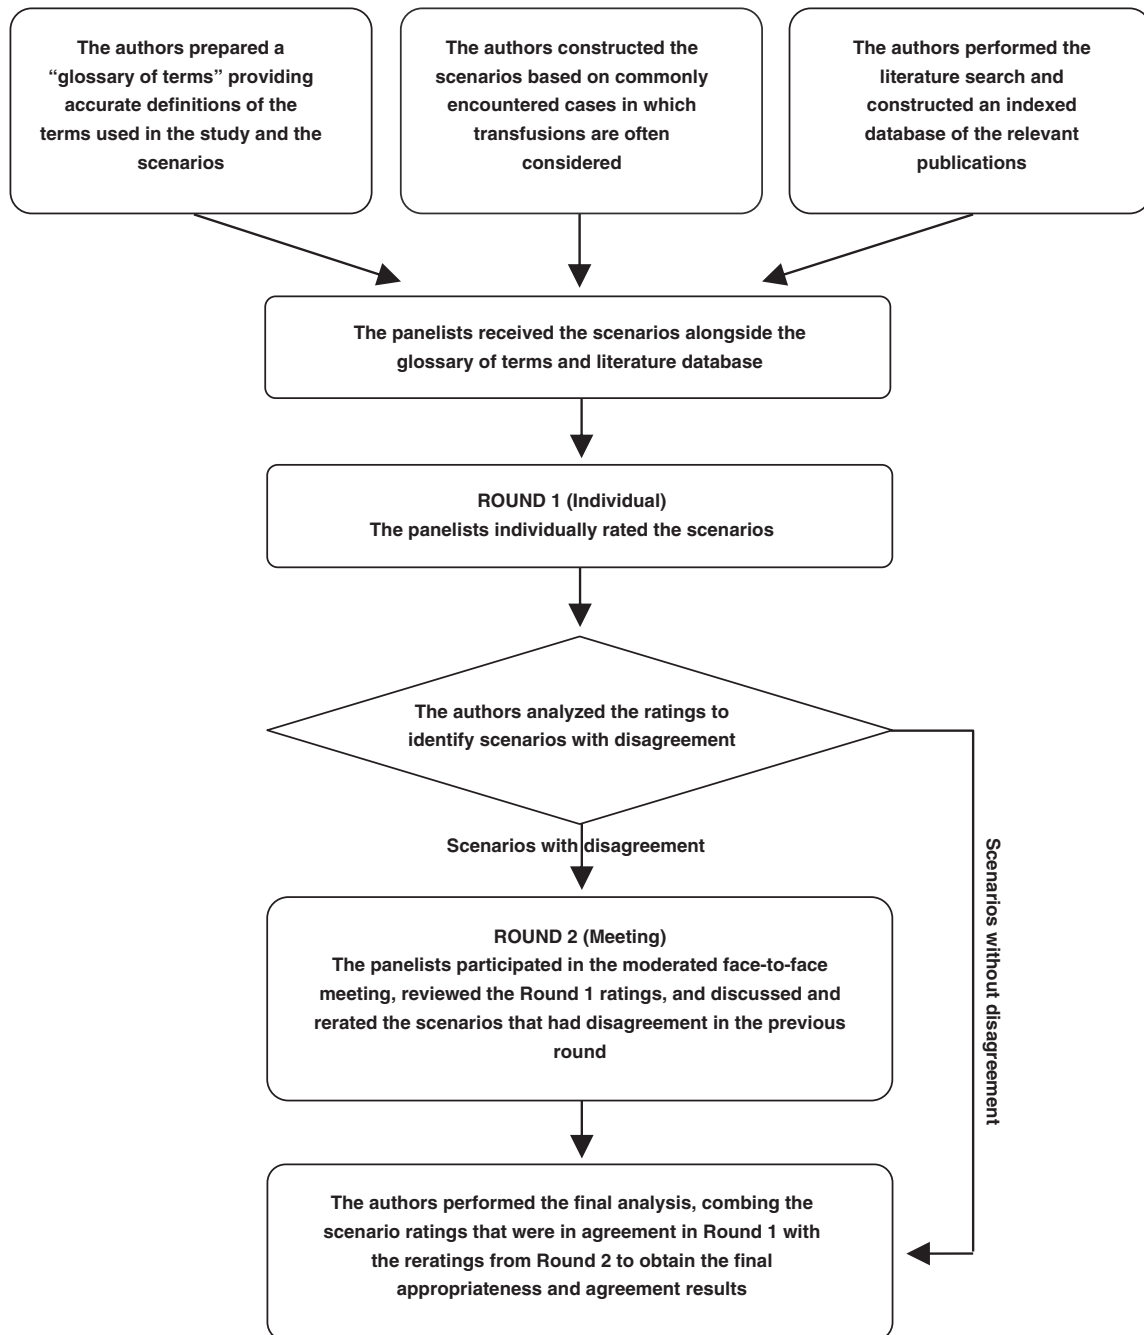 The authors prepared a
“glossary of terms” providing
accurate definitions of the
terms used in the study and the
scenarios
The authors constructed the
scenarios based on commonly
encountered cases in which
transfusions are often
considered
The authors performed the
literature search and
constructed an indexed
database of the relevant
publications
The panelists received the scenarios alongside the
glossary of terms and literature database
ROUND 1 (Individual)
The panelists individually rated the scenarios
The authors analyzed the ratings to
identify scenarios with disagreement
Scenarios with disagreement
Scenarios without disagreement
ROUND 2 (Meeting)
The panelists participated in the moderated face-to-face
meeting, reviewed the Round 1 ratings, and discussed and
rerated the scenarios that had disagreement in the previous
round
The authors performed the final analysis, combing the
scenario ratings that were in agreement in Round 1 with
the reratings from Round 2 to obtain the final
appropriateness and agreement results